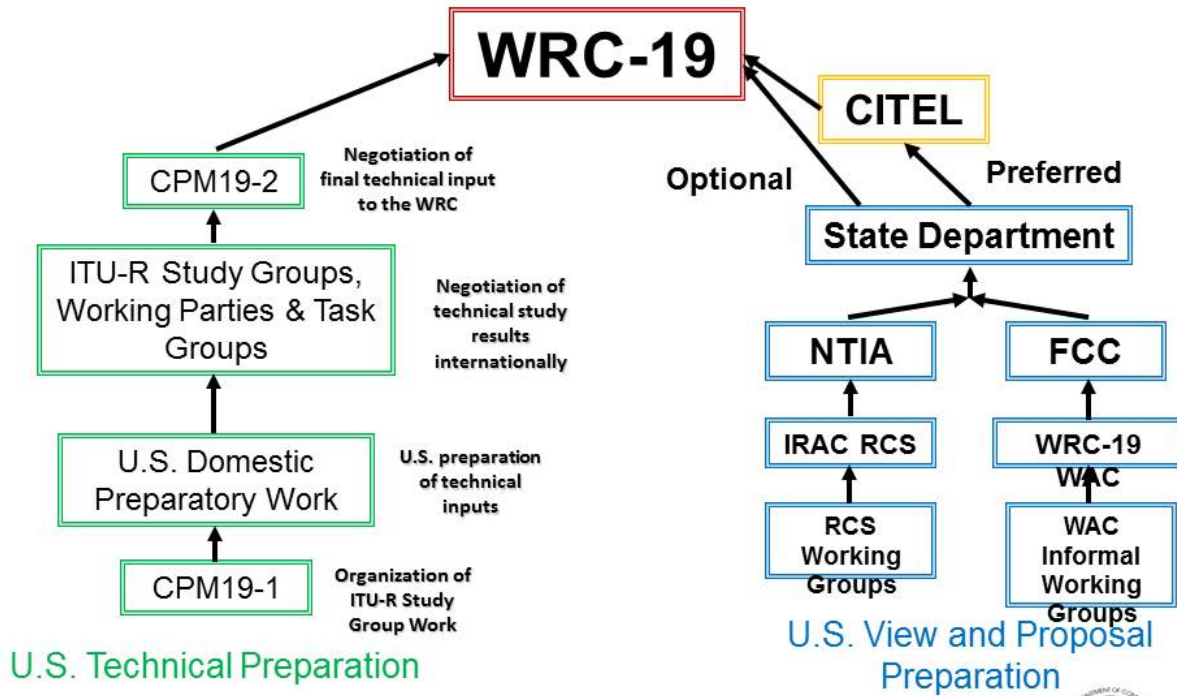 WRC-19
CITEL
Optional
Preferred
State Department
NTIA
FCC
IRAC RCS
WRC-19
WAC
RCS
Working
Groups
WAC
Informal
Working
Groups
U.S. View and Proposal
Preparation
CPM19-2
Negotiation of
final technical input
to the WRC
ITU-R Study Groups,
Working Parties & Task
Groups
Negotiation of
technical study
results
internationally
U.S. Domestic
Preparatory Work
U.S. preparation
of technical
inputs
CPM19-1
Organization of
ITU-R Study
Group Work
U.S. Technical Preparation